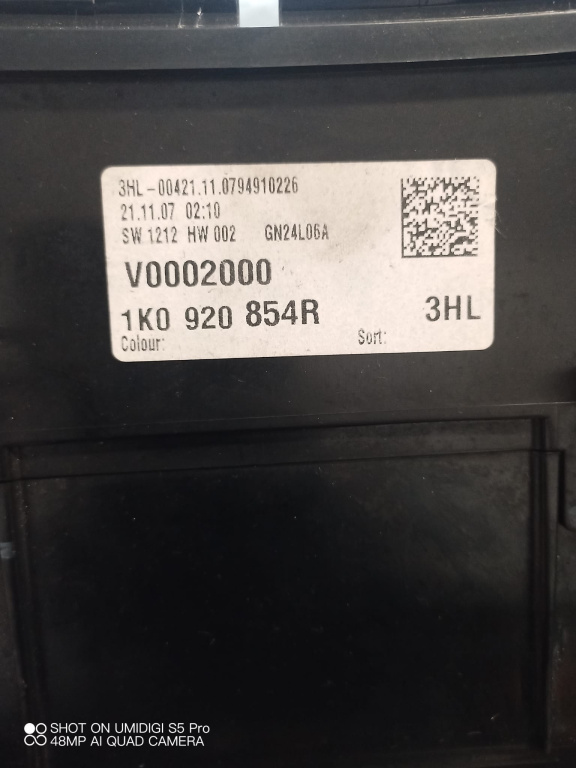 3HL-00421.11.0794910226
21.11.07 02:10
SW 1212 HW 002 GN24L06A
V0002000
1K0 920 854R 3HL
Colour: Sort:
SHOT ON UMIDIGI S5 Pro
48MP AI QUAD CAMERA